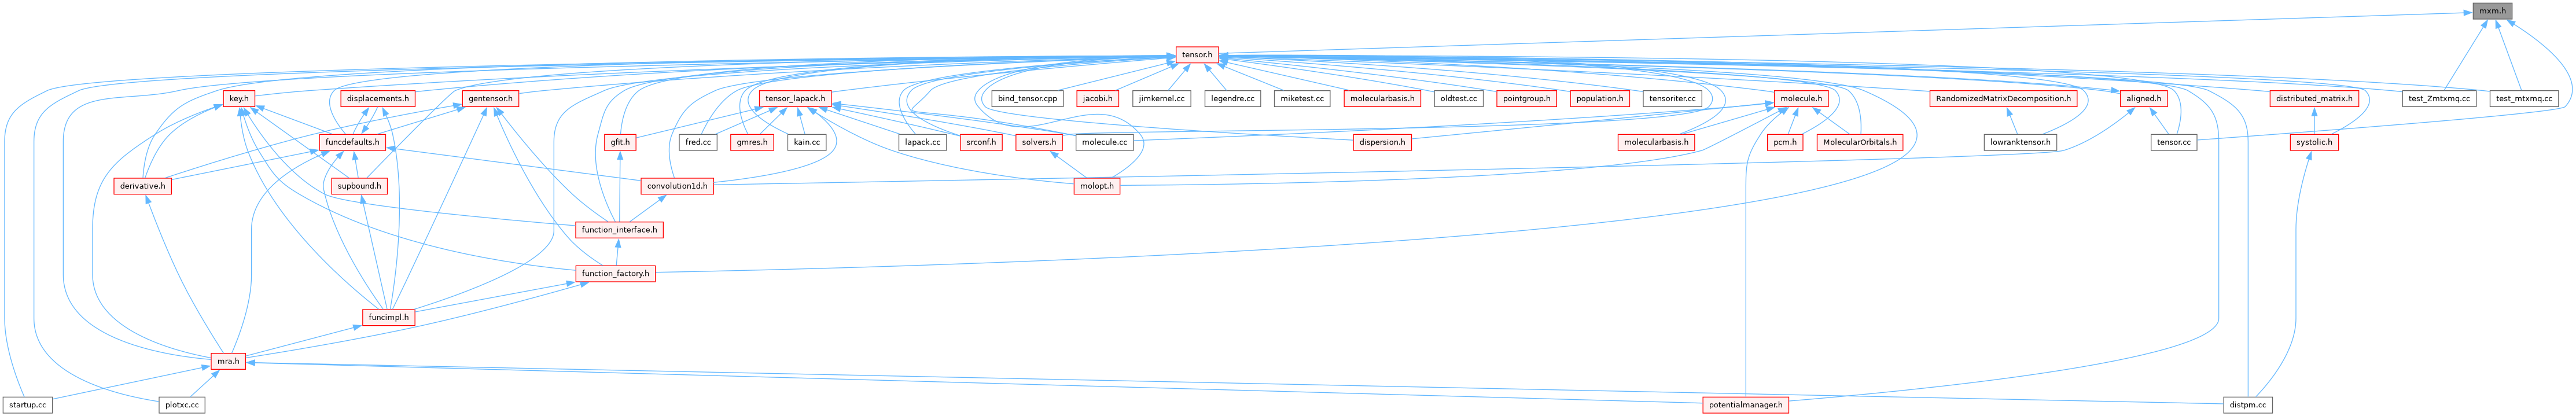 mxm.h
tensor.h
key.h
displacements.h
gentensor.h
tensor_lapack.h
bind_tensor.cpp
jacobi.h
jimkernel.cc
legendre.cc
miketest.cc
molecularbasis.h
oldtest.cc
pointgroup.h
population.h
tensoriter.cc
molecule.h
RandomizedMatrixDecomposition.h
aligned.h
distributed_matrix.h
test_Zmtxmq.cc
test_mtxmq.cc
funcdefaults.h
gfit.h
fred.cc
gmres.h
kain.cc
lapack.cc
srconf.h
solvers.h
molecule.cc
dispersion.h
molecularbasis.h
pcm.h
MolecularOrbitals.h
lowranktensor.h
tensor.cc
systolic.h
derivative.h
supbound.h
convolution1d.h
molopt.h
function_interface.h
function_factory.h
funcimpl.h
mra.h
startup.cc
plotxc.cc
potentialmanager.h
distpm.cc